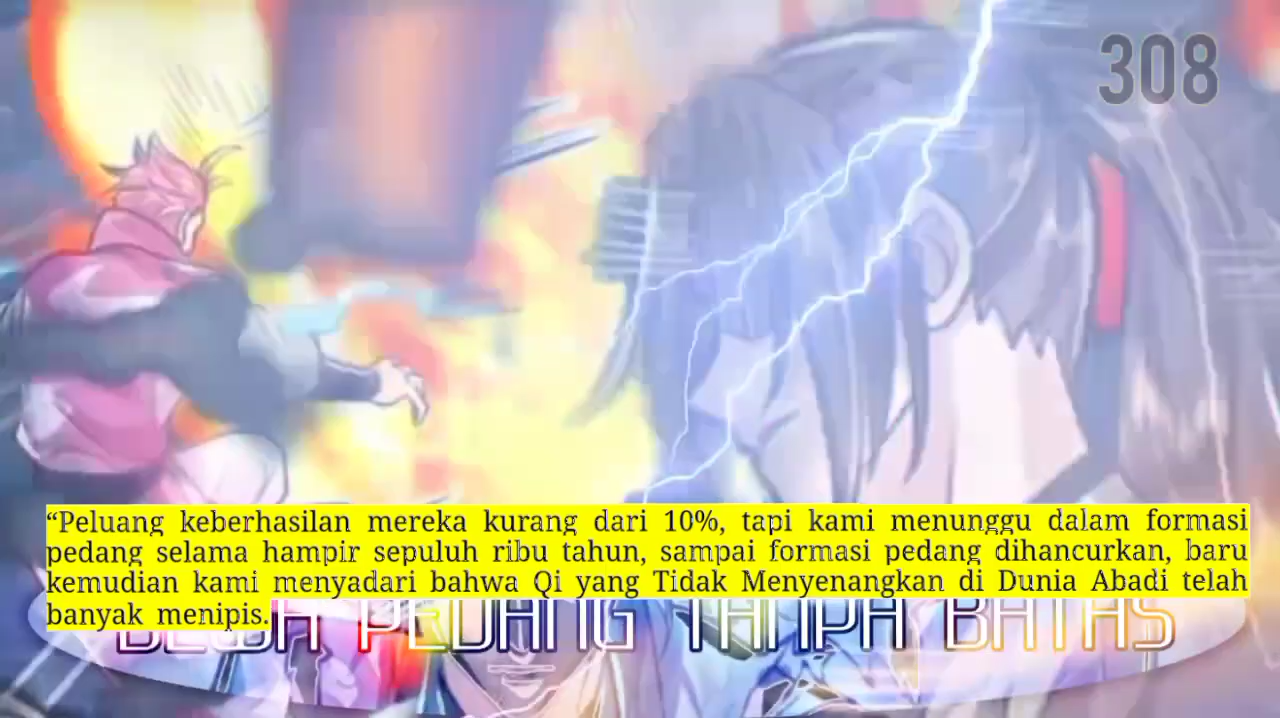 308
“Peluang keberhasilan mereka kurang dari 10%, tapi kami menunggu dalam formasi
pedang selama hampir sepuluh ribu tahun, sampai formasi pedang dihancurkan, baru
kemudian kami menyadari bahwa Qi yang Tidak Menyenangkan di Dunia Abadi telah
banyak menipis.
DEWA PEDANG TANPA BATAS